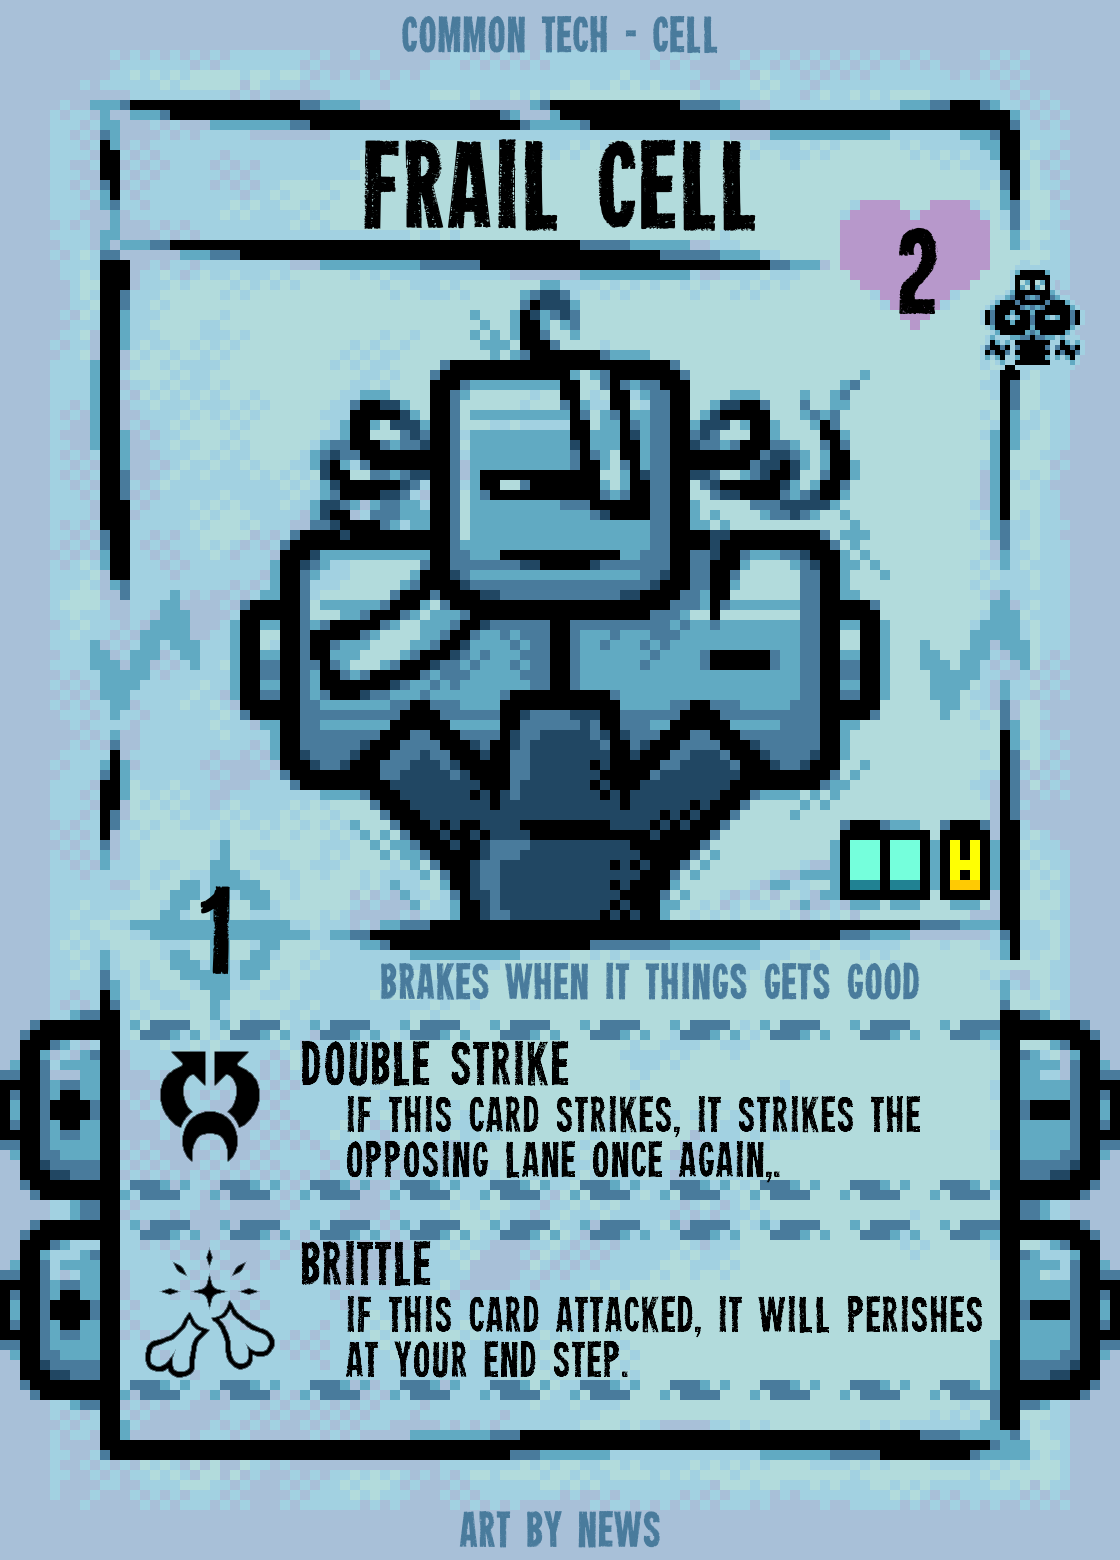 COMMON TECH - CELL
FRAIL CELL
2
1
BRAKES WHEN IT THINGS GETS GOOD
DOUBLE STRIKE
IF THIS CARD STRIKES, IT STRIKES THE
OPPOSING LANE ONCE AGAIN,.
BRITTLE
IF THIS CARD ATTACKED, IT WILL PERISHES
AT YOUR END STEP.
ART BY NEWS